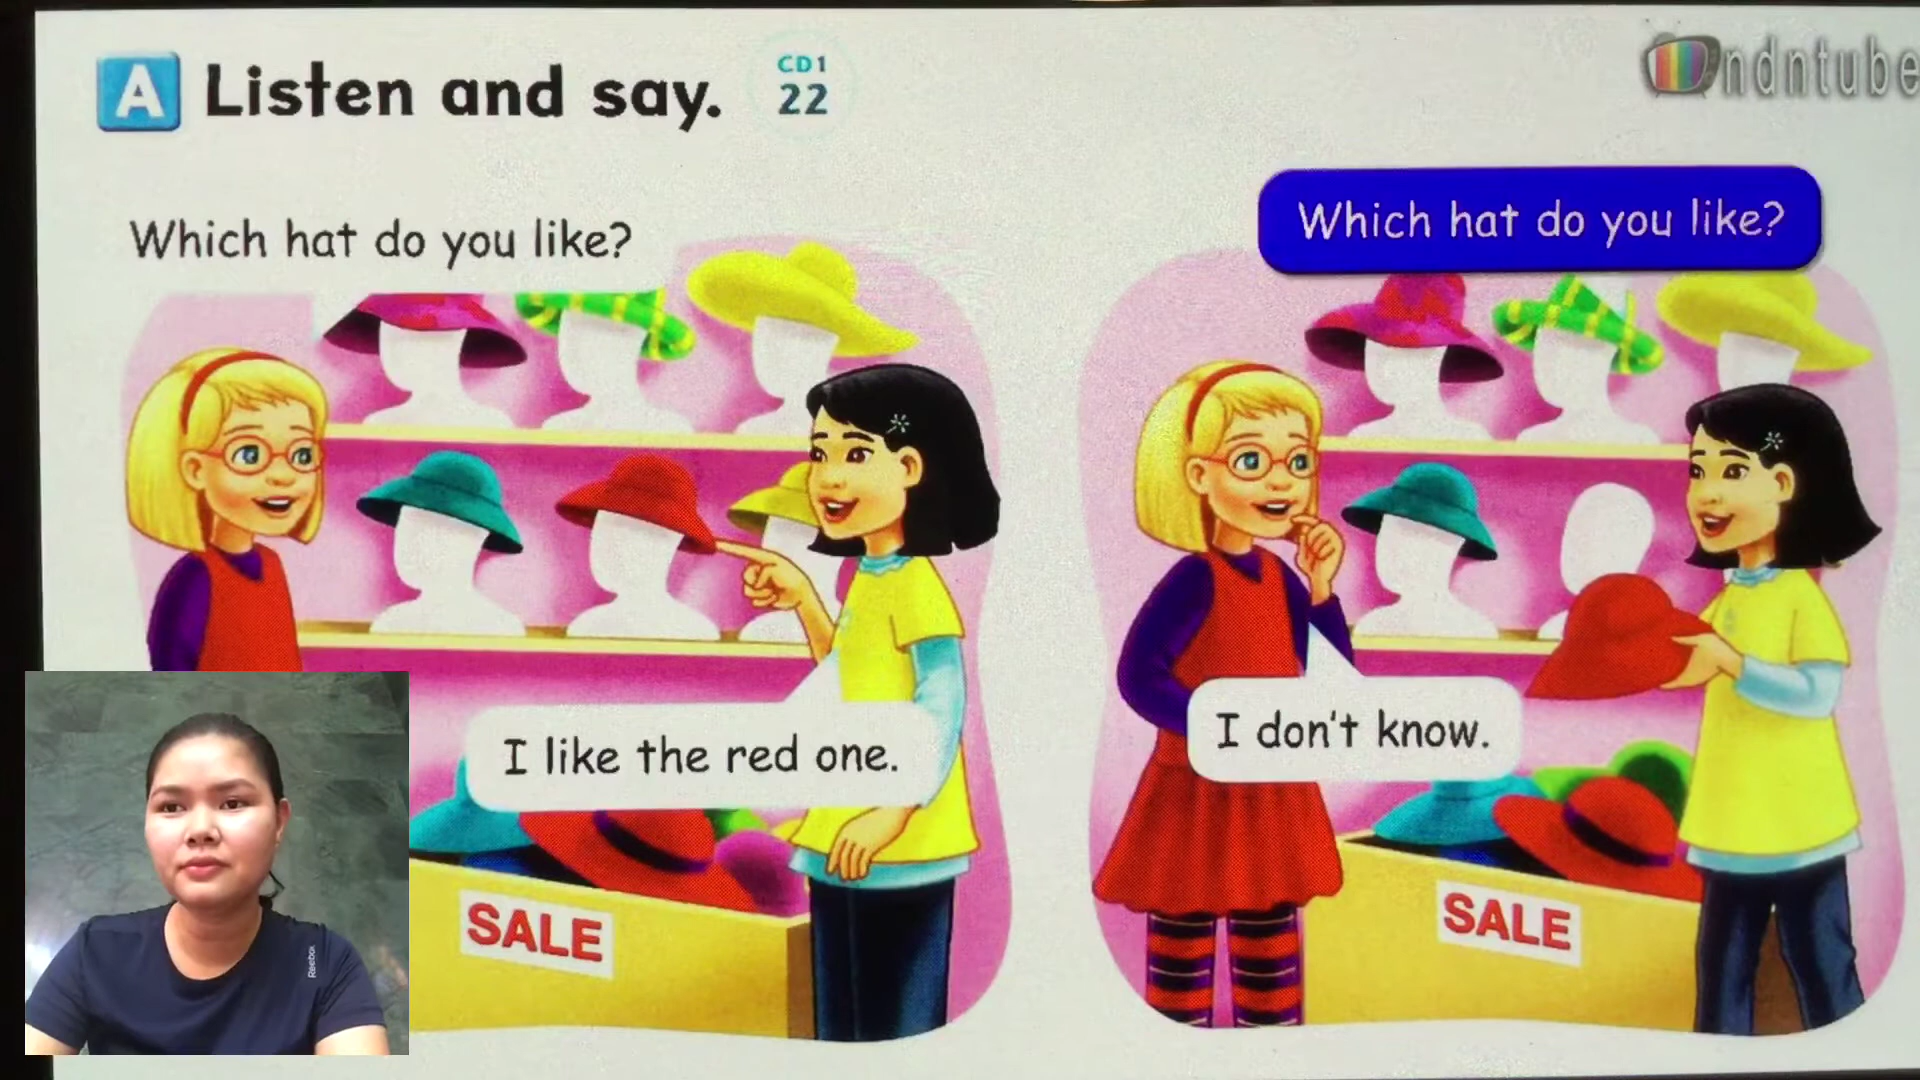 A Listen and say. CD1 22
ndntube
Which hat do you like?
Which hat do you like?
I like the red one.
I don't know.
SALE
SALE
Reebok